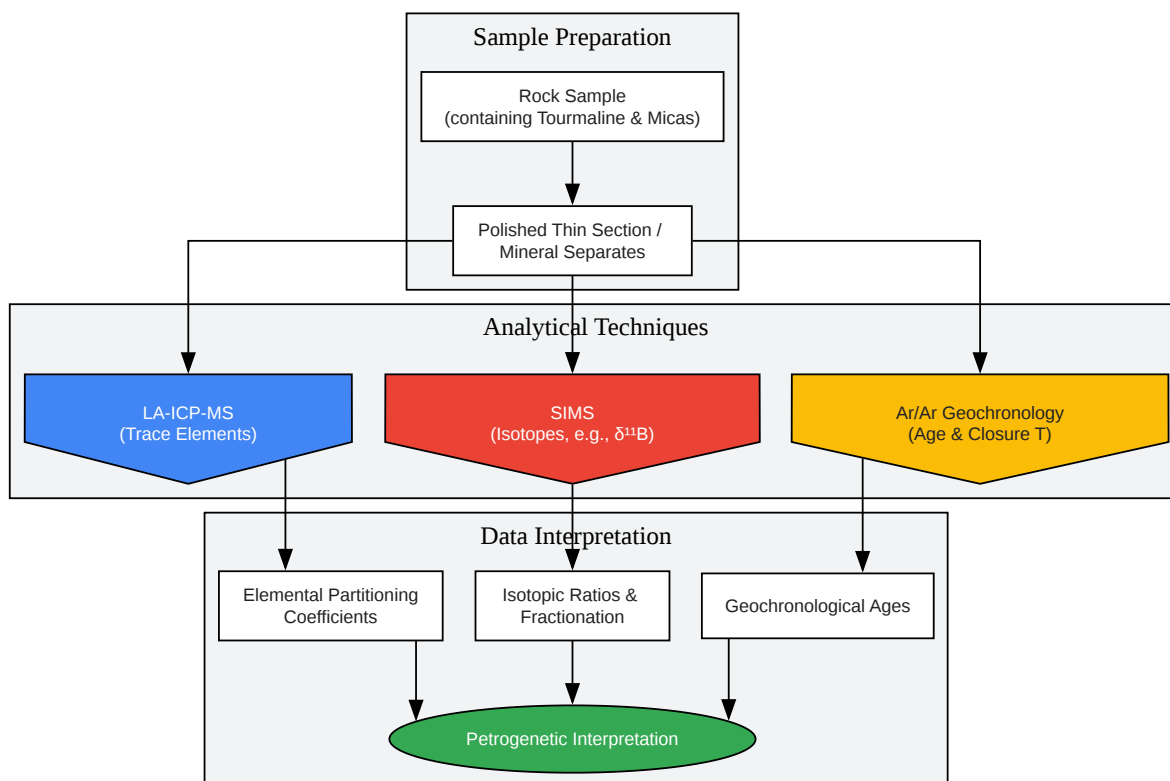 Sample Preparation
Rock Sample
(containing Tourmaline & Micas)
Polished Thin Section /
Mineral Separates
Analytical Techniques
LA-ICP-MS
(Trace Elements)
SIMS
(Isotopes, e.g., δ¹¹B)
Ar/Ar Geochronology
(Age & Closure T)
Data Interpretation
Elemental Partitioning
Coefficients
Isotopic Ratios &
Fractionation
Geochronological Ages
Petrogenetic Interpretation